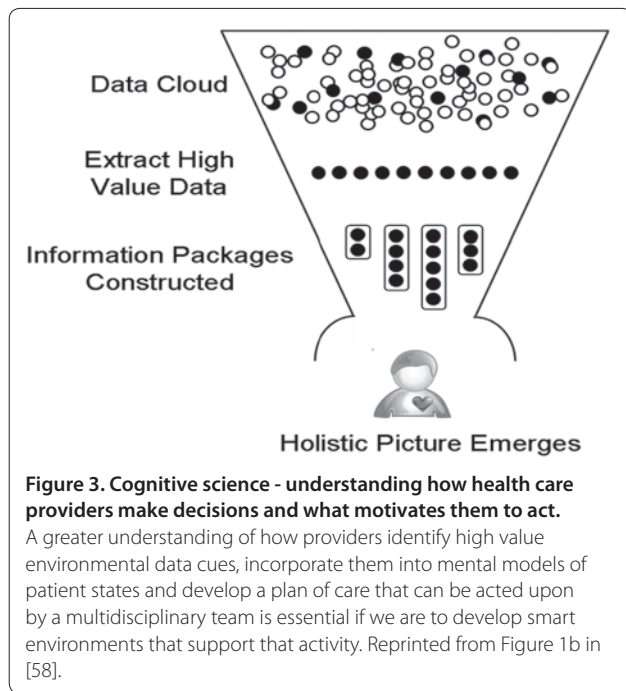 Data Cloud
Extract High
Value Data
Information Packages
Constructed
Holistic Picture Emerges
Figure 3. Cognitive science - understanding how health care
providers make decisions and what motivates them to act.
A greater understanding of how providers identify high value
environmental data cues, incorporate them into mental models of
patient states and develop a plan of care that can be acted upon
by a multidisciplinary team is essential if we are to develop smart
environments that support that activity. Reprinted from Figure 1b in
[58].